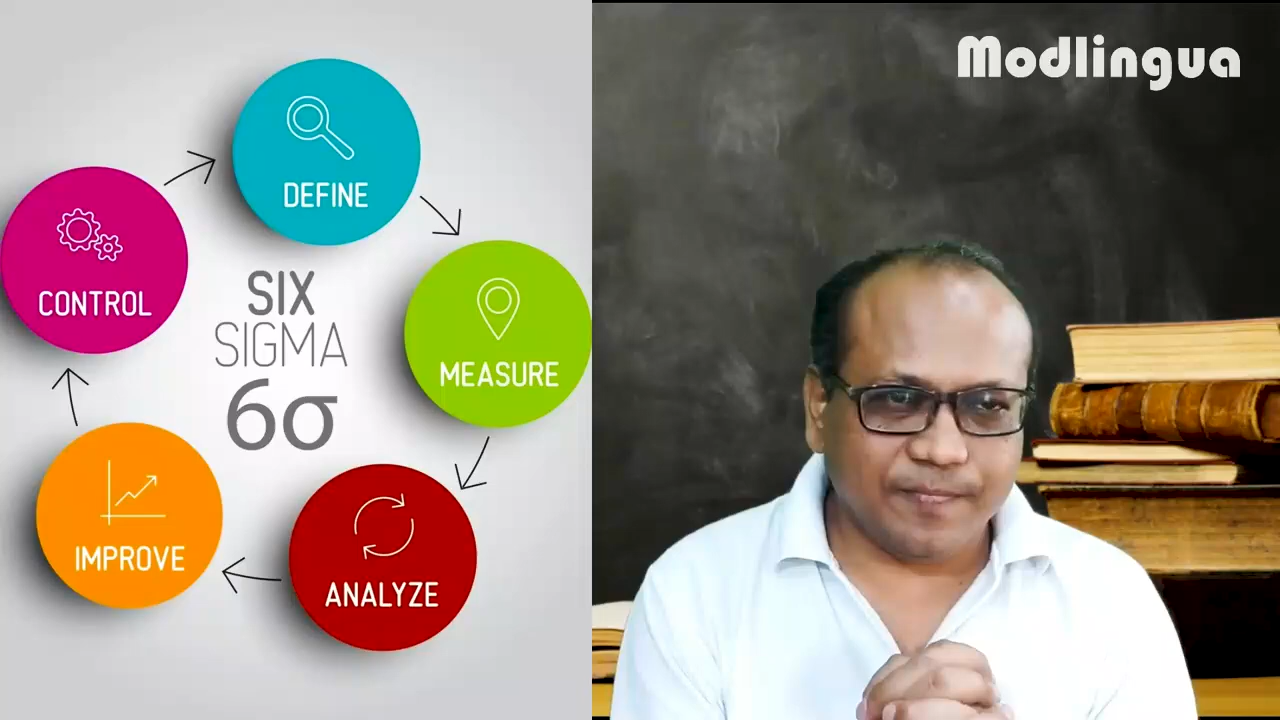 DEFINE
MEASURE
ANALYZE
IMPROVE
CONTROL
SIX
SIGMA
6σ
Modlingua